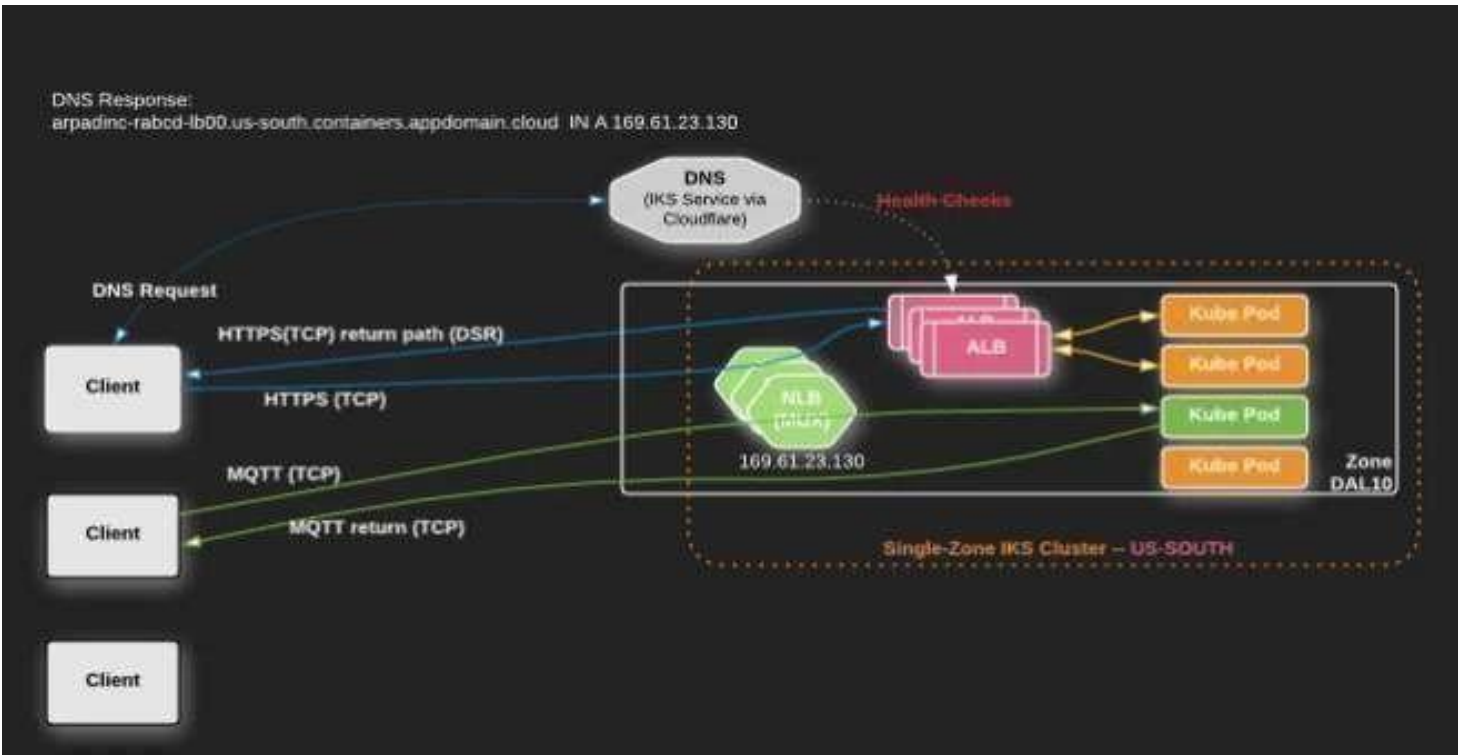 DNS Response:
arpadinc-rabcd-lb00.us-south.containers.appdomain.cloud IN A 169.61.23.130
DNS
(IKS Service via
Cloudflare)
Health Checks
DNS Request
HTTPS(TCP) return path (DSR)
Client
HTTPS (TCP)
ALB
ALB
Kube Pod
Kube Pod
Kube Pod
Kube Pod
NLB
(MUX)
169.61.23.130
Zone
DAL10
MQTT (TCP)
Client
MQTT return (TCP)
Single-Zone IKS Cluster – US-SOUTH
Client